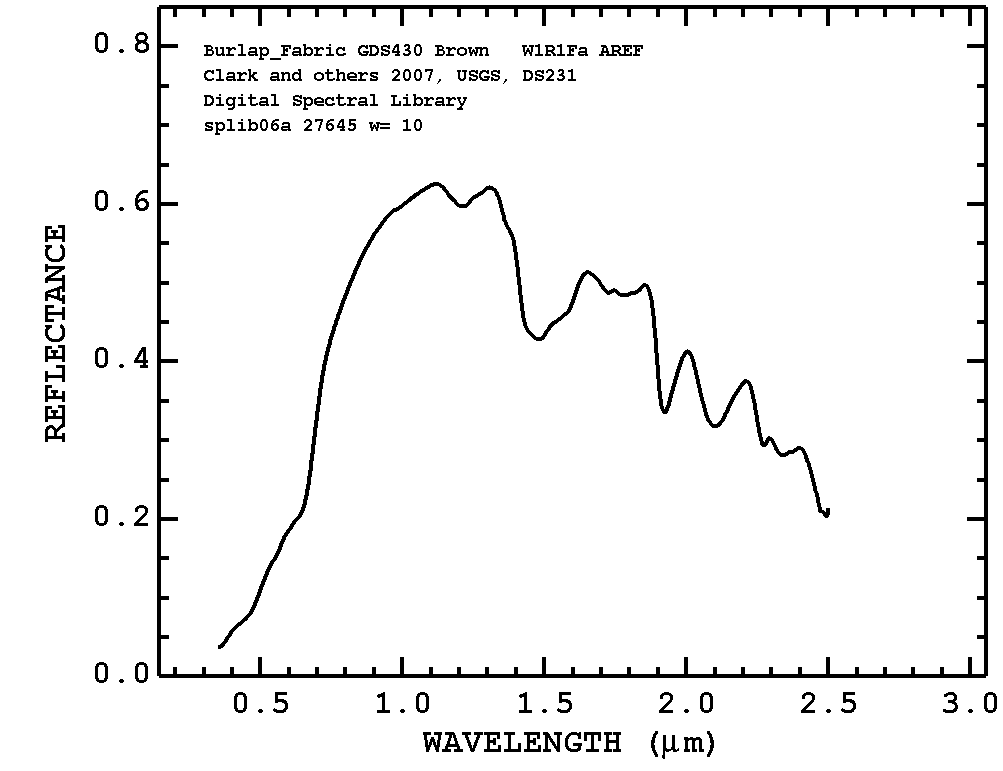 Burlap_Fabric GDS430 Brown   W1R1Fa AREF
Clark and others 2007, USGS, DS231
Digital Spectral Library
splib06a 27645 w= 10
REFLECTANCE
0.8
0.6
0.4
0.2
0.0
0.5 1.0 1.5 2.0 2.5 3.0
WAVELENGTH (μm)